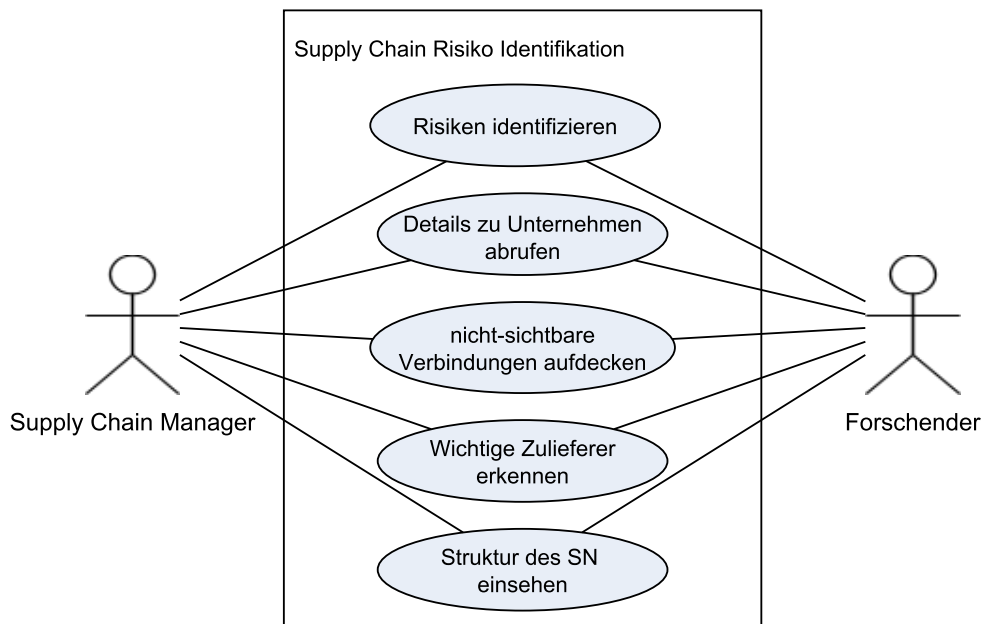 Supply Chain Risiko Identifikation
Risiken identifizieren
Details zu Unternehmen
abrufen
nicht-sichtbare
Verbindungen aufdecken
Supply Chain Manager
Forschender
Wichtige Zulieferer
erkennen
Struktur des SN
einsehen